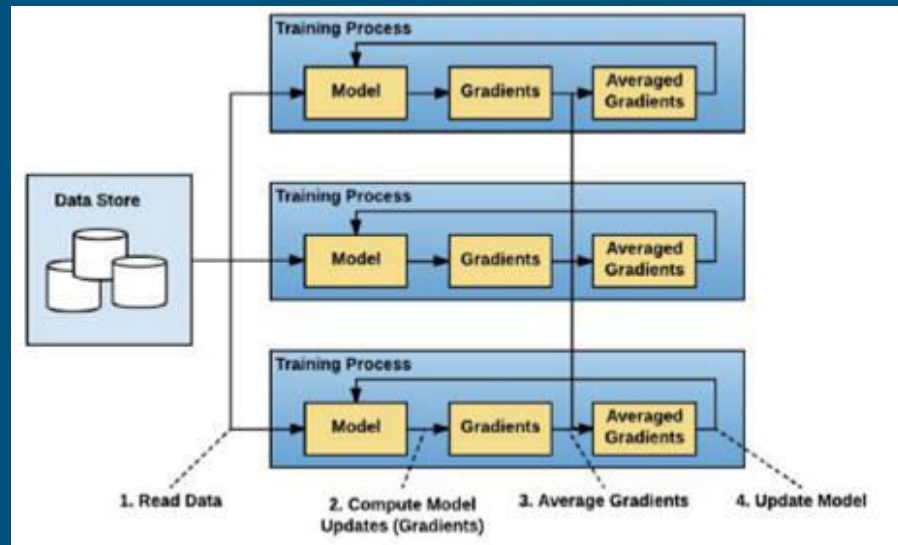 Training Process
Model
Gradients
Averaged
Gradients
Data Store
Training Process
Model
Gradients
Averaged
Gradients
Training Process
Model
Gradients
Averaged
Gradients
1. Read Data
2. Compute Model
Updates (Gradients)
3. Average Gradients
4. Update Model